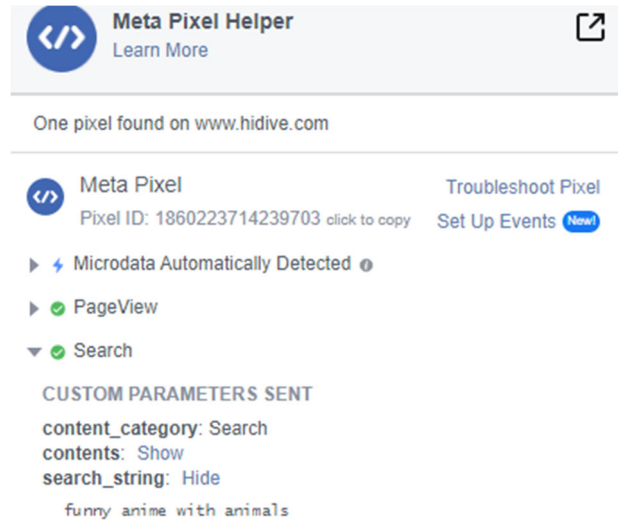 </>
Meta Pixel Helper
Learn More
One pixel found on www.hidive.com
</>
Meta Pixel
Troubleshoot Pixel
Pixel ID: 1860223714239703 click to copy
Set Up Events New!
Microdata Automatically Detected
PageView
Search
CUSTOM PARAMETERS SENT
content_category: Search
contents: Show
search_string: Hide
funny anime with animals